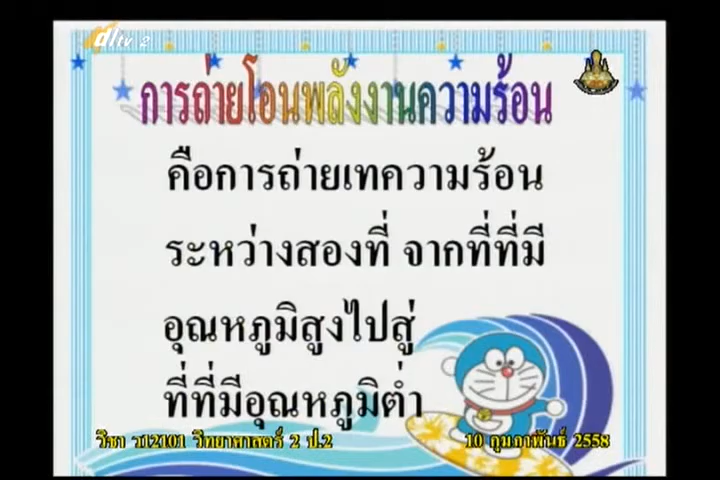 dltv 2
การถ่ายโอนพลังงานความร้อน
คือการถ่ายเทความร้อน
ระหว่างสองที่ จากที่ที่มี
อุณหภูมิสูงไปสู่
ที่ที่มีอุณหภูมิต่ำ
วิชา ว12101 วิทยาศาสตร์ 2 ป.2
10 กุมภาพันธ์ 2558